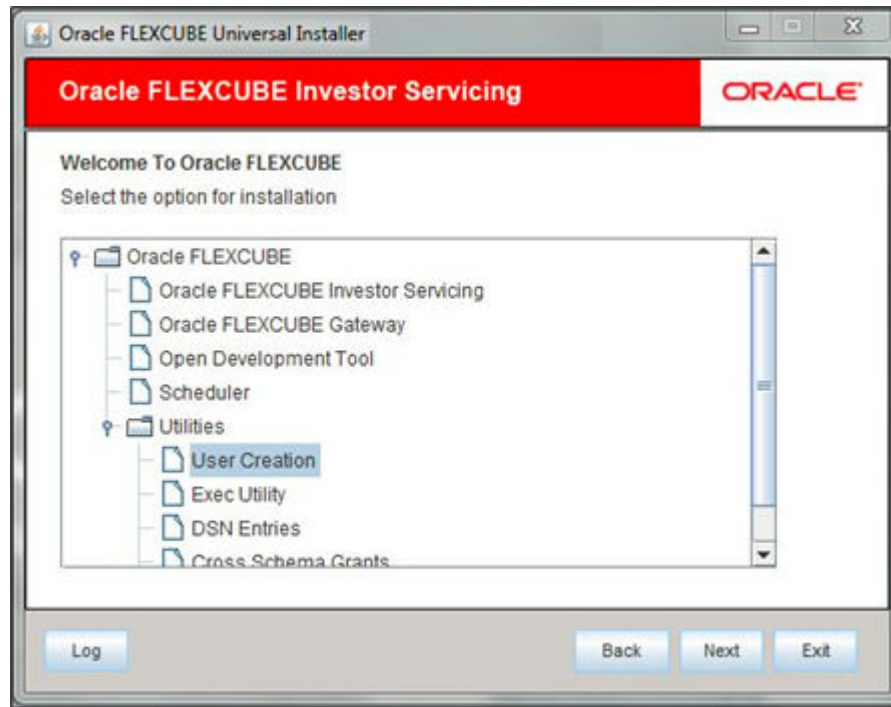 Oracle FLEXCUBE Universal Installer
Oracle FLEXCUBE Investor Servicing
ORACLE
Welcome To Oracle FLEXCUBE
Select the option for installation
Oracle FLEXCUBE
Oracle FLEXCUBE Investor Servicing
Oracle FLEXCUBE Gateway
Open Development Tool
Scheduler
Utilities
User Creation
Exec Utility
DSN Entries
Cross Schema Grants
Log Back Next Exit